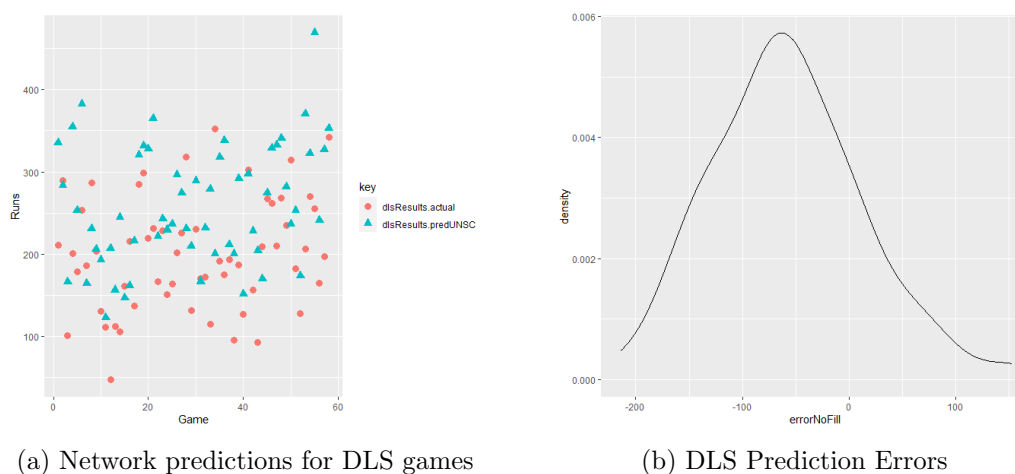 400
300
200
100
Runs
0
20
40
60
Game
key
dlsResults.actual
dlsResults.predUNSC
(a) Network predictions for DLS games
0.006
0.004
0.002
0.000
density
-200
-100
0
100
errorNoFill
(b) DLS Prediction Errors